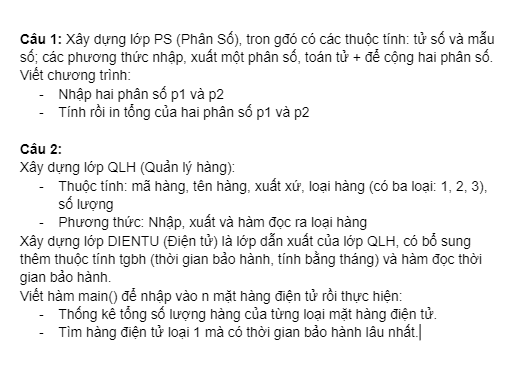 Câu 1: Xây dựng lớp PS (Phân Số), tron gđó có các thuộc tính: tử số và mẫu
số; các phương thức nhập, xuất một phân số, toán tử + để cộng hai phân số.
Viết chương trình:
- Nhập hai phân số p1 và p2
- Tính rồi in tổng của hai phân số p1 và p2
Câu 2:
Xây dựng lớp QLH (Quản lý hàng):
- Thuộc tính: mã hàng, tên hàng, xuất xứ, loại hàng (có ba loại: 1, 2, 3),
số lượng
- Phương thức: Nhập, xuất và hàm đọc ra loại hàng
Xây dựng lớp DIENTU (Điện tử) là lớp dẫn xuất của lớp QLH, có bổ sung
thêm thuộc tính tgbh (thời gian bảo hành, tính bằng tháng) và hàm đọc thời
gian bảo hành.
Viết hàm main() để nhập vào n mặt hàng điện tử rồi thực hiện:
- Thống kê tổng số lượng hàng của từng loại mặt hàng điện tử.
- Tìm hàng điện tử loại 1 mà có thời gian bảo hành lâu nhất.